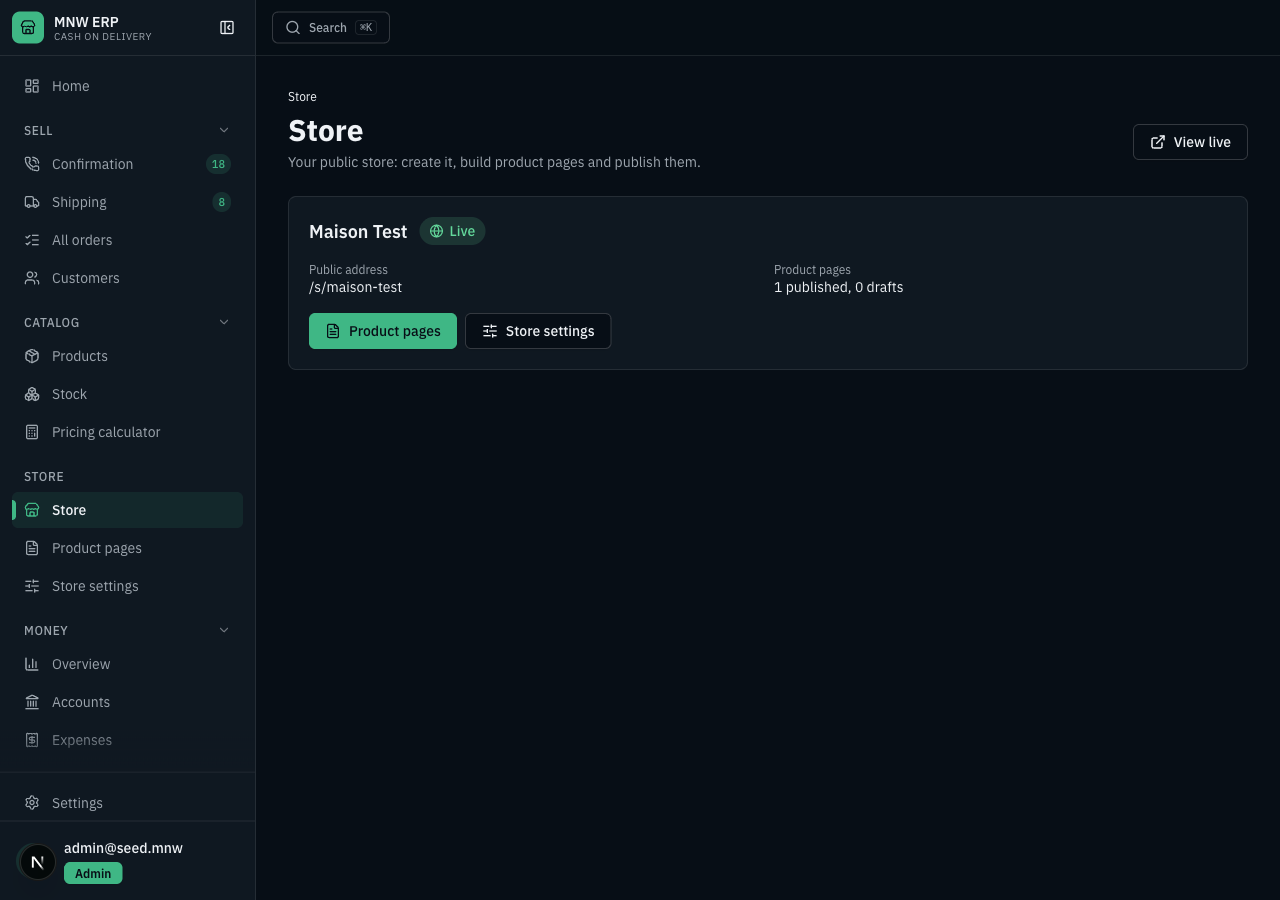 MNW ERP
CASH ON DELIVERY
Search ⌘K
Home
SELL
Confirmation 18
Shipping 8
All orders
Customers
CATALOG
Products
Stock
Pricing calculator
STORE
Store
Product pages
Store settings
MONEY
Overview
Accounts
Expenses
Settings
N
admin@seed.mnw
Admin
Store
Store
Your public store: create it, build product pages and publish them.
View live
Maison Test Live
Public address
/s/maison-test
Product pages
1 published, 0 drafts
Product pages
Store settings